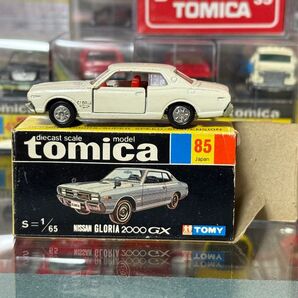 TOMICA
diecast scale model
tomica
85
Japan
S=1/65
NISSAN GLORIA 2000 GX
TOMY